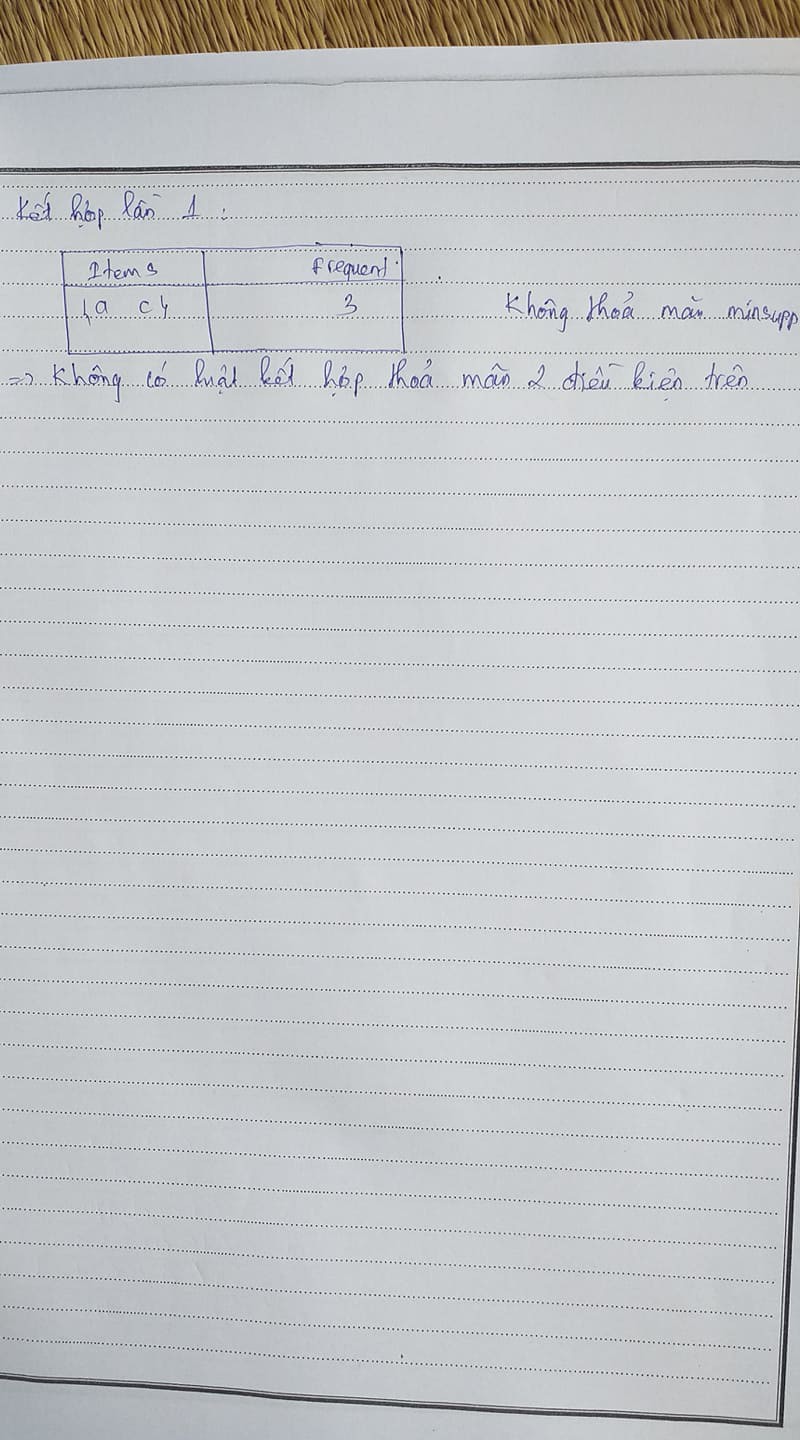 Kết hợp lần 1 :
Items Frequent
{a c} 3
Không thoả mãn minsupp
=> Không có luật kết hợp thoả mãn 2 điều kiện trên